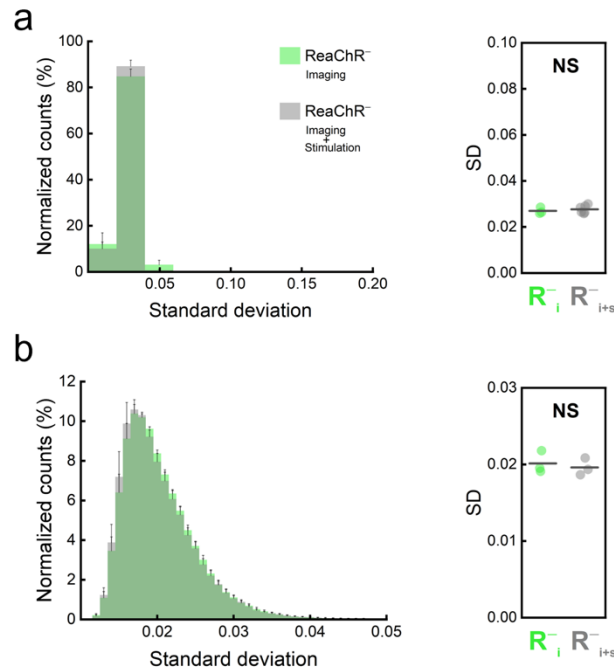 a
Normalized counts (%)
100
80
60
40
20
0
0.05
0.10
0.15
0.20
Standard deviation
ReaChR⁻
Imaging
ReaChR⁻
Imaging
+
Stimulation
SD
0.10
0.08
0.06
0.04
0.02
0.00
NS
R⁻i
R⁻i+s
b
Normalized counts (%)
12
10
8
6
4
2
0
0.02
0.03
0.04
0.05
Standard deviation
SD
0.03
0.02
0.01
0.00
NS
R⁻i
R⁻i+s